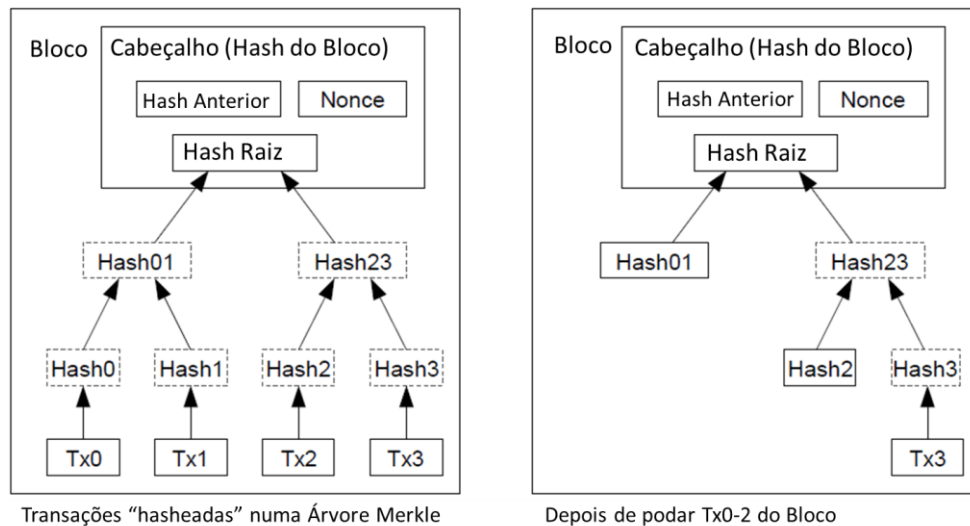 Bloco
Cabeçalho (Hash do Bloco)
Hash Anterior
Nonce
Hash Raiz
Hash01
Hash23
Hash0
Hash1
Hash2
Hash3
Tx0
Tx1
Tx2
Tx3
Transações “hasheadas” numa Árvore Merkle
Bloco
Cabeçalho (Hash do Bloco)
Hash Anterior
Nonce
Hash Raiz
Hash01
Hash23
Hash2
Hash3
Tx3
Depois de podar Tx0-2 do Bloco